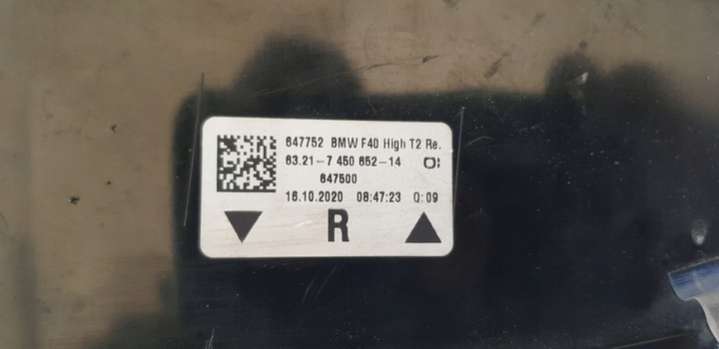 647752 BMW F40 High T2 Re.
63.21-7 450 652-14
647500
16.10.2020 08:47:23 Q:09
R